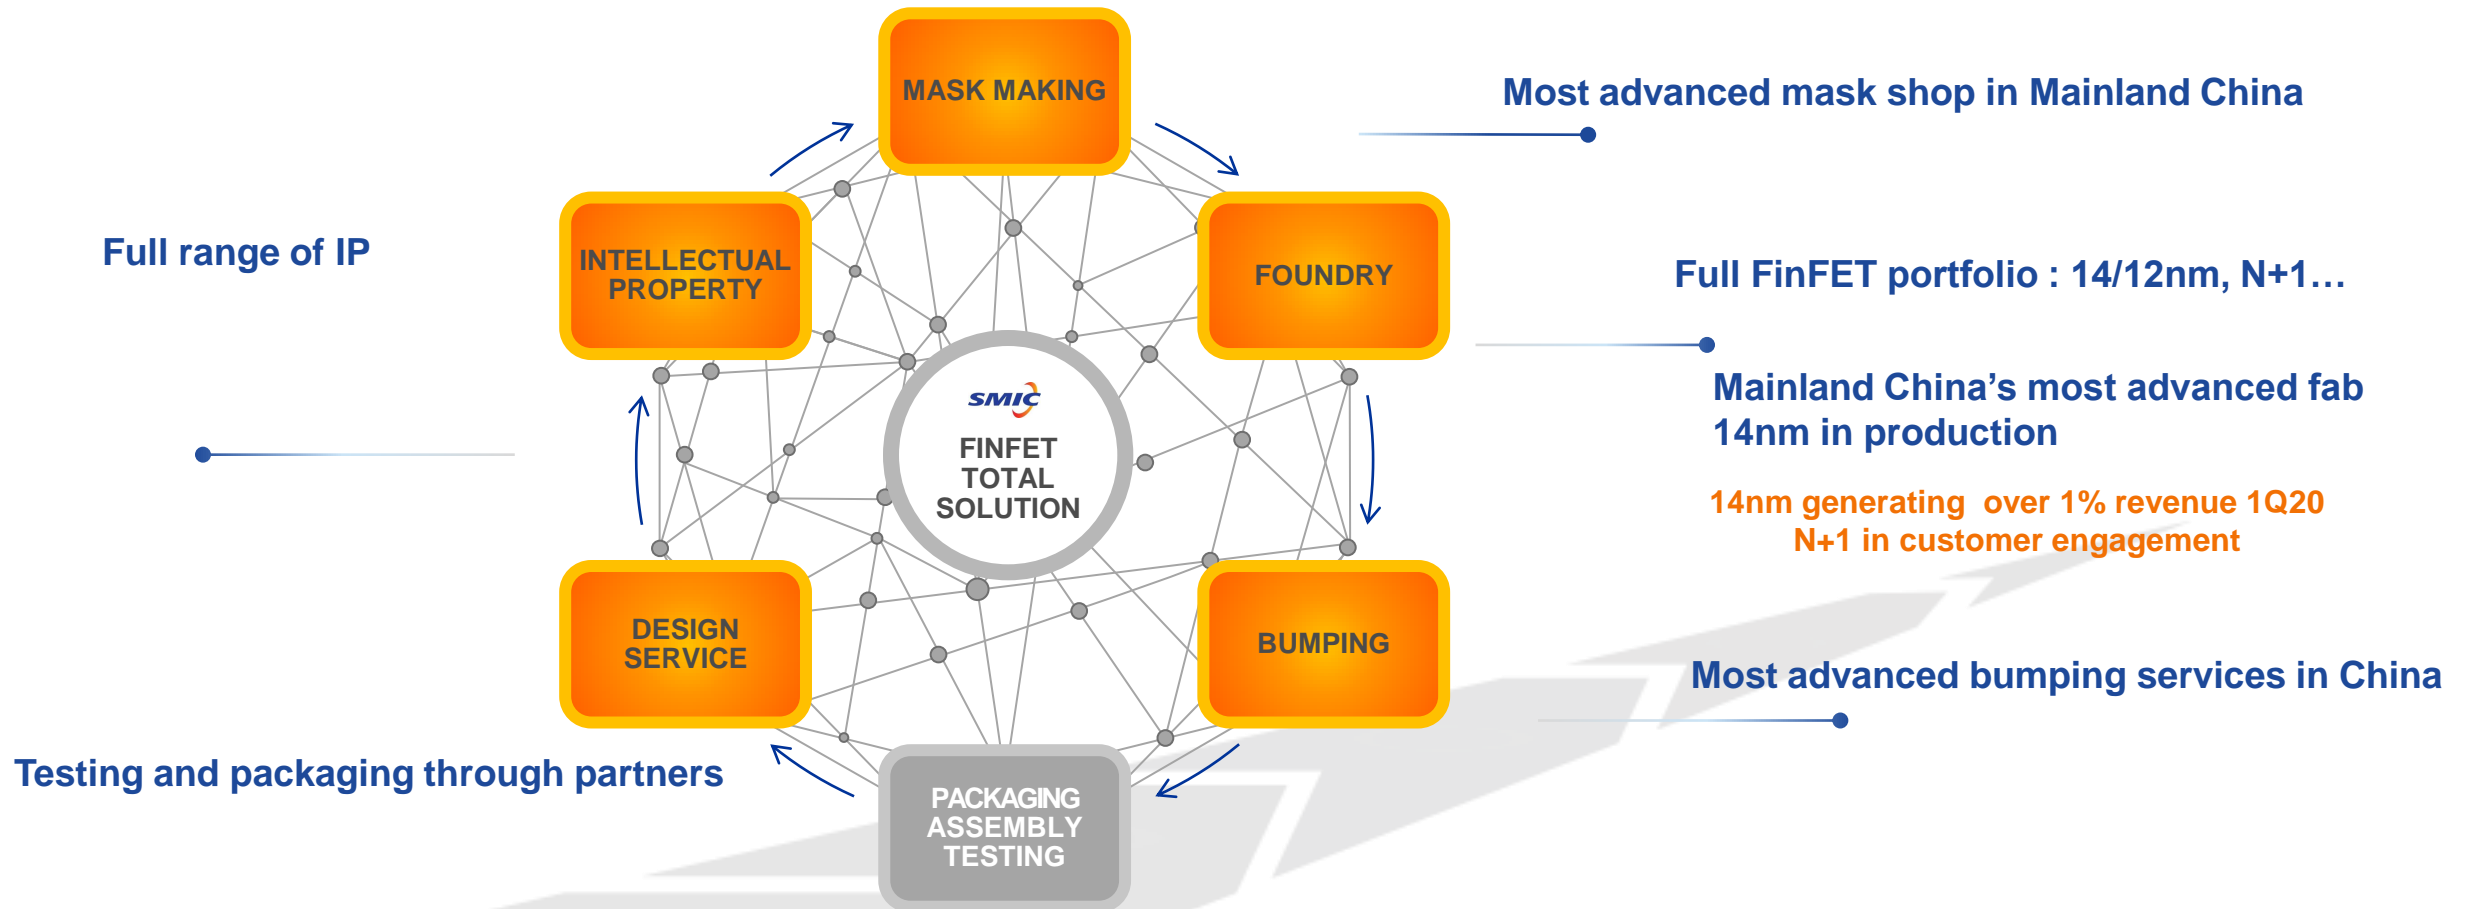 MASK MAKING
Most advanced mask shop in Mainland China
Full range of IP
INTELLECTUAL
PROPERTY
FOUNDRY
Full FinFET portfolio : 14/12nm, N+1…
Mainland China’s most advanced fab
14nm in production
SMIC
FINFET
TOTAL
SOLUTION
14nm generating  over 1% revenue 1Q20
N+1 in customer engagement
DESIGN
SERVICE
BUMPING
Most advanced bumping services in China
Testing and packaging through partners
PACKAGING
ASSEMBLY
TESTING